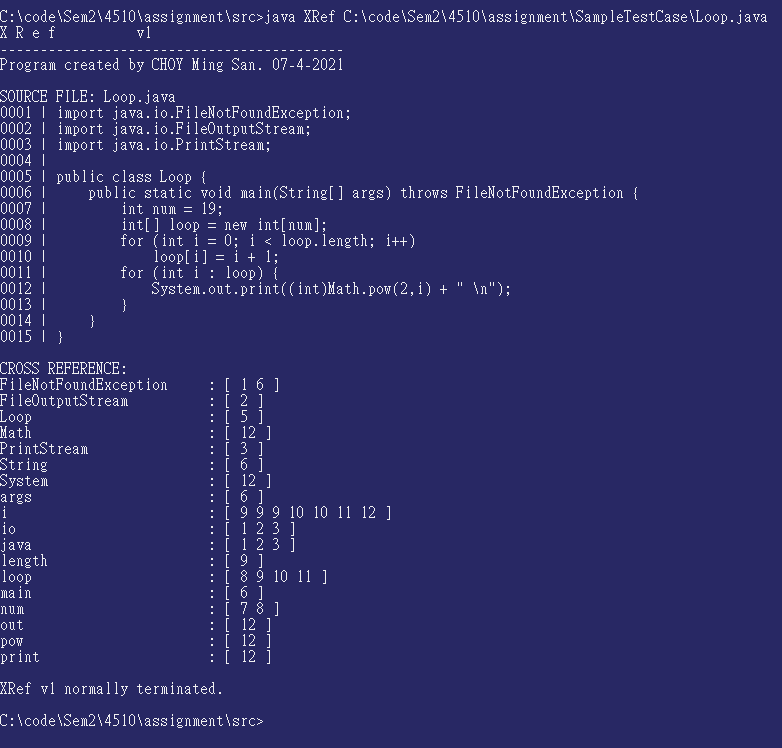 C:\code\Sem2\4510\assignment\src>java XRef C:\code\Sem2\4510\assignment\SampleTestCase\Loop.java
X R e f          v1
-----------------------------------------
Program created by CHOY Ming San. 07-4-2021

SOURCE FILE: Loop.java
0001 | import java.io.FileNotFoundException;
0002 | import java.io.FileOutputStream;
0003 | import java.io.PrintStream;
0004 |
0005 | public class Loop {
0006 |     public static void main(String[] args) throws FileNotFoundException {
0007 |         int num = 19;
0008 |         int[] loop = new int[num];
0009 |         for (int i = 0; i < loop.length; i++)
0010 |             loop[i] = i + 1;
0011 |         for (int i : loop) {
0012 |             System.out.print((int)Math.pow(2,i) + " \n");
0013 |         }
0014 |     }
0015 | }

CROSS REFERENCE:
FileNotFoundException     : [ 1 6 ]
FileOutputStream          : [ 2 ]
Loop                      : [ 5 ]
Math                      : [ 12 ]
PrintStream               : [ 3 ]
String                    : [ 6 ]
System                    : [ 12 ]
args                      : [ 6 ]
i                         : [ 9 9 9 10 10 11 12 ]
io                        : [ 1 2 3 ]
java                      : [ 1 2 3 ]
length                    : [ 9 ]
loop                      : [ 8 9 10 11 ]
main                      : [ 6 ]
num                       : [ 7 8 ]
out                       : [ 12 ]
pow                       : [ 12 ]
print                     : [ 12 ]

XRef v1 normally terminated.

C:\code\Sem2\4510\assignment\src>